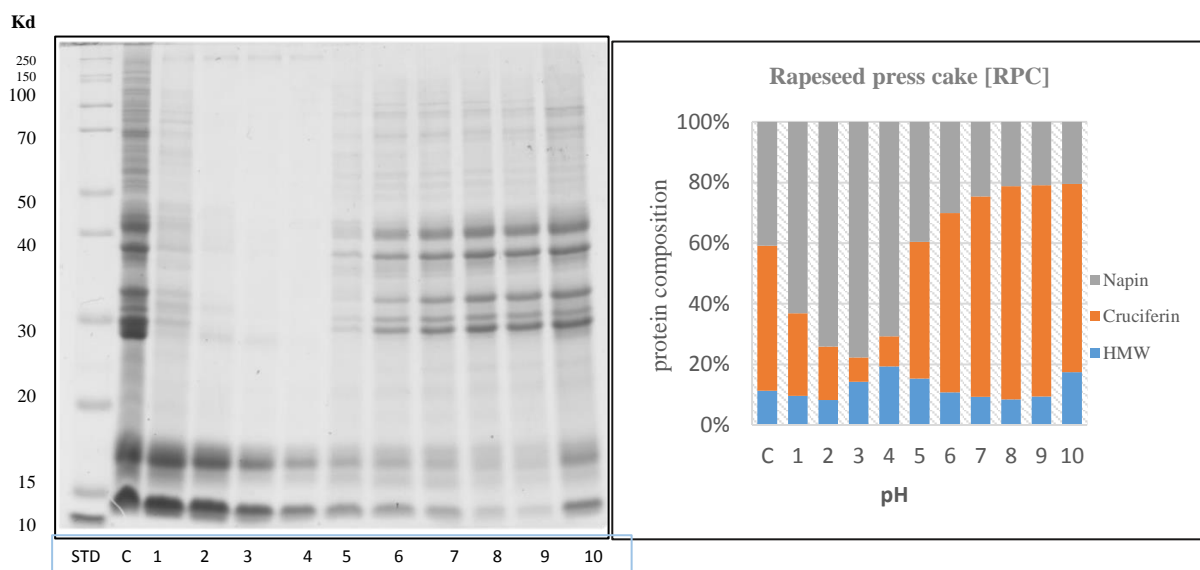 Kd
250
150
100
70
50
40
30
20
15
10
STD C 1 2 3 4 5 6 7 8 9 10
Rapeseed press cake [RPC]
protein composition
100%
80%
60%
40%
20%
0%
C 1 2 3 4 5 6 7 8 9 10
pH
Napin
Cruciferin
HMW